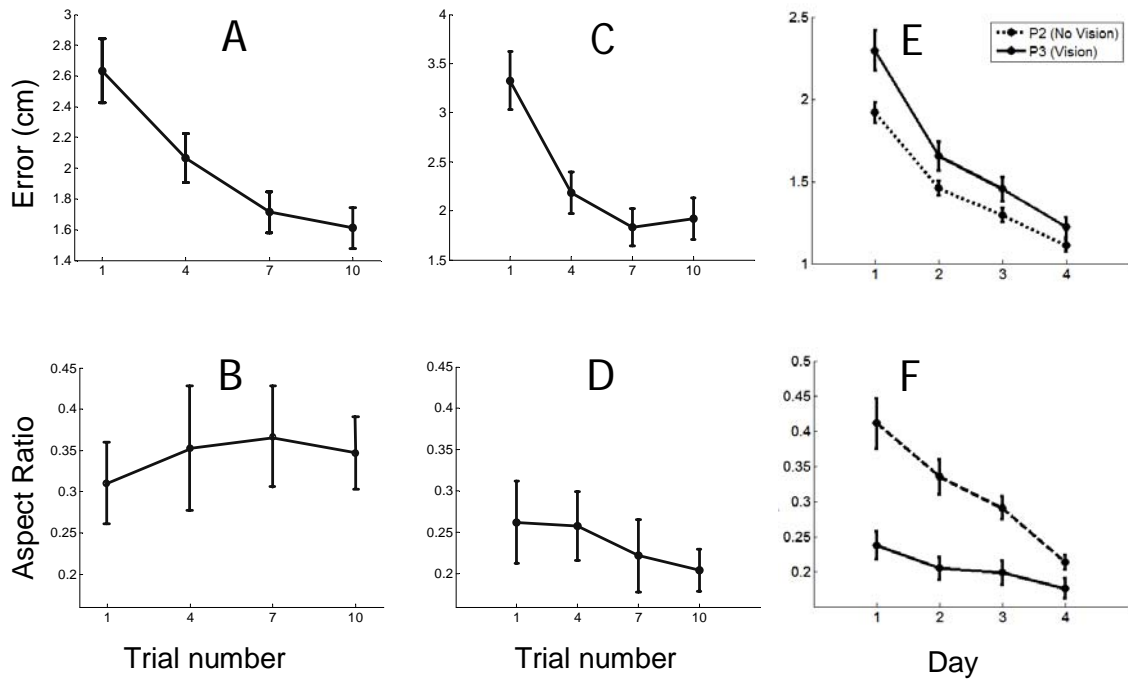 A
Error (cm)
3
2.8
2.6
2.4
2.2
2
1.8
1.6
1.4
1 4 7 10
C
4
3.5
3
2.5
2
1.5
1 4 7 10
E
P2 (No Vision)
P3 (Vision)
2.5
2
1.5
1
1 2 3 4
B
Aspect Ratio
0.45
0.4
0.35
0.3
0.25
0.2
1 4 7 10
Trial number
D
0.45
0.4
0.35
0.3
0.25
0.2
1 4 7 10
Trial number
F
0.5
0.45
0.4
0.35
0.3
0.25
0.2
1 2 3 4
Day